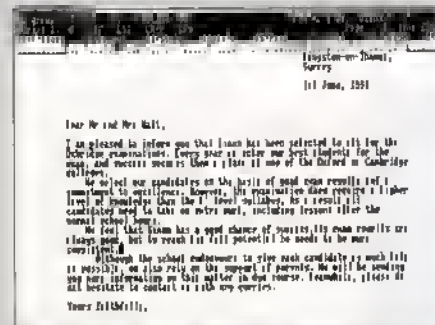 Kingston-on-Thames,
Surrey
June, 1991
Dear Mr and Mrs
I am pleased to inform you that has been selected to sit for the
examinations. Every year we enter our best students for the
exam, and success secures them a place at one of the Oxford or Cambridge
colleges.
We select our candidates on the basis of good exam results and
commitment to excellence. However, the examination does require a higher
level of knowledge than the level syllabus. As a result all
candidates need to take on extra work, including lessons after the
normal school hours.
We feel that has a good chance of success. His exam results are
always good, but to reach his full potential he needs to be more
consistent.
Although the school endeavours to give each candidate as much help
as possible, we also rely on the support of parents. We will be sending
you more information on this matter in due course. Meanwhile, please do
not hesitate to contact us with any queries.
Yours faithfully,